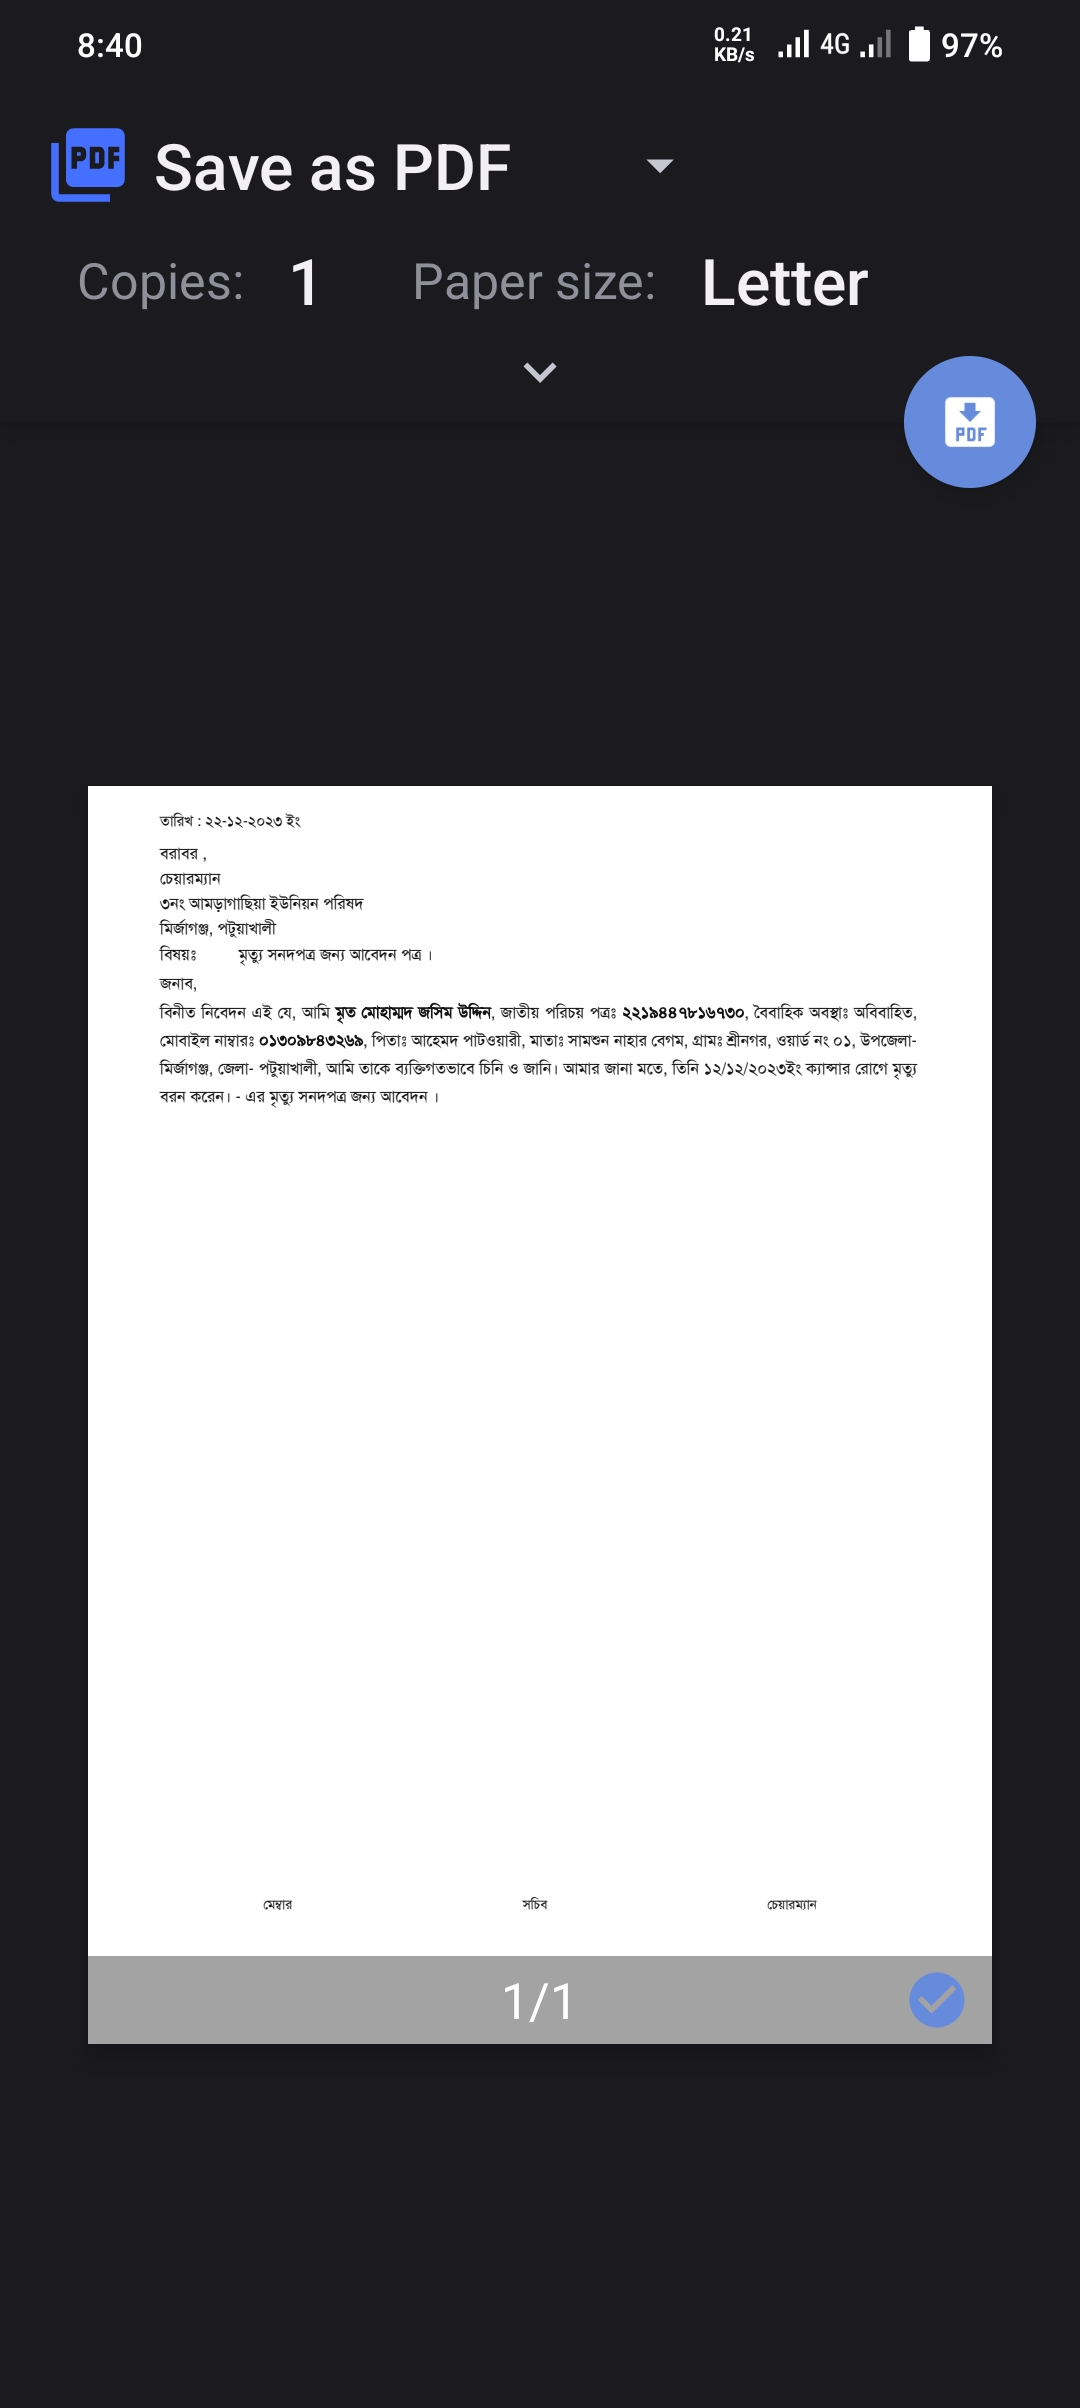 8:40
0.21
KB/s
4G
97%
PDF
Save as PDF
Copies: 1 Paper size: Letter
PDF
তারিখ : ২২-১২-২০২৩ ইং
বরাবর ,
চেয়ারম্যান
৩নং আমড়াগাছিয়া ইউনিয়ন পরিষদ
মির্জাগঞ্জ, পটুয়াখালী
বিষয়ঃ মৃত্যু সনদপত্র জন্য আবেদন পত্র ।
জনাব,
বিনীত নিবেদন এই যে, আমি মৃত মোহাম্মদ জসিম উদ্দিন, জাতীয় পরিচয় পত্রঃ ২২১৯৪৪৭৮১৬৭৩০, বৈবাহিক অবস্থাঃ অবিবাহিত,
মোবাইল নাম্বারঃ ০১৩০৯৮৪৩২৬৯, পিতাঃ আহেমদ পাটওয়ারী, মাতাঃ সামশুন নাহার বেগম, গ্রামঃ শ্রীনগর, ওয়ার্ড নং ০১, উপজেলা-
মির্জাগঞ্জ, জেলা- পটুয়াখালী, আমি তাকে ব্যক্তিগতভাবে চিনি ও জানি। আমার জানা মতে, তিনি ১২/১২/২০২৩ইং ক্যান্সার রোগে মৃত্যু
বরন করেন। - এর মৃত্যু সনদপত্র জন্য আবেদন ।
মেম্বার সচিব চেয়ারম্যান
1/1